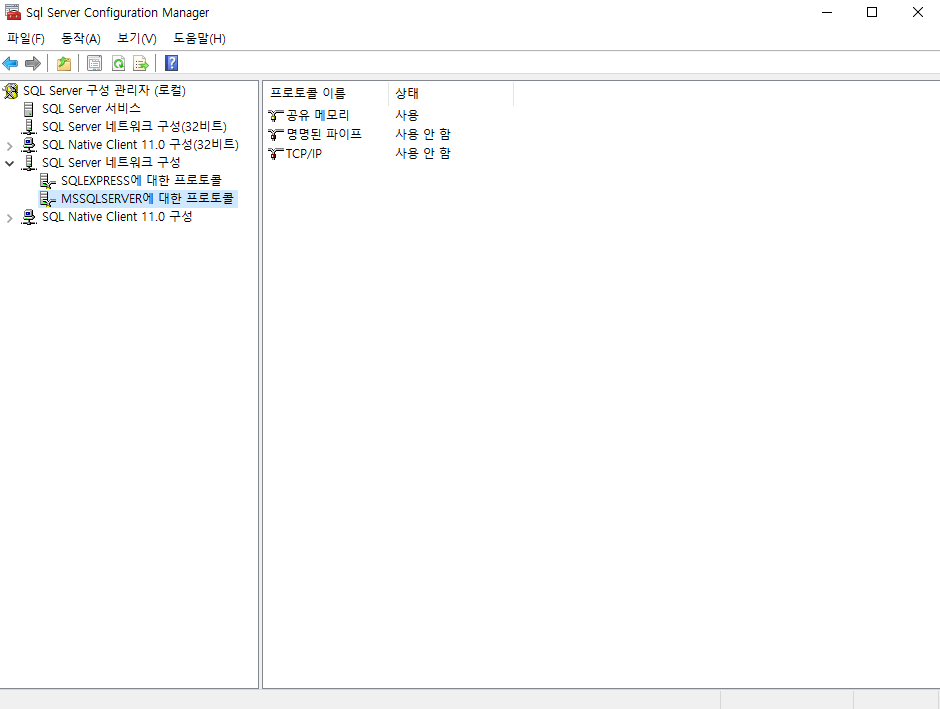 Sql Server Configuration Manager
파일(F) 동작(A) 보기(V) 도움말(H)
SQL Server 구성 관리자 (로컬)
SQL Server 서비스
SQL Server 네트워크 구성(32비트)
SQL Native Client 11.0 구성(32비트)
SQL Server 네트워크 구성
SQLEXPRESS에 대한 프로토콜
MSSQLSERVER에 대한 프로토콜
SQL Native Client 11.0 구성
프로토콜 이름 상태
공유 메모리 사용
명명된 파이프 사용 안 함
TCP/IP 사용 안 함